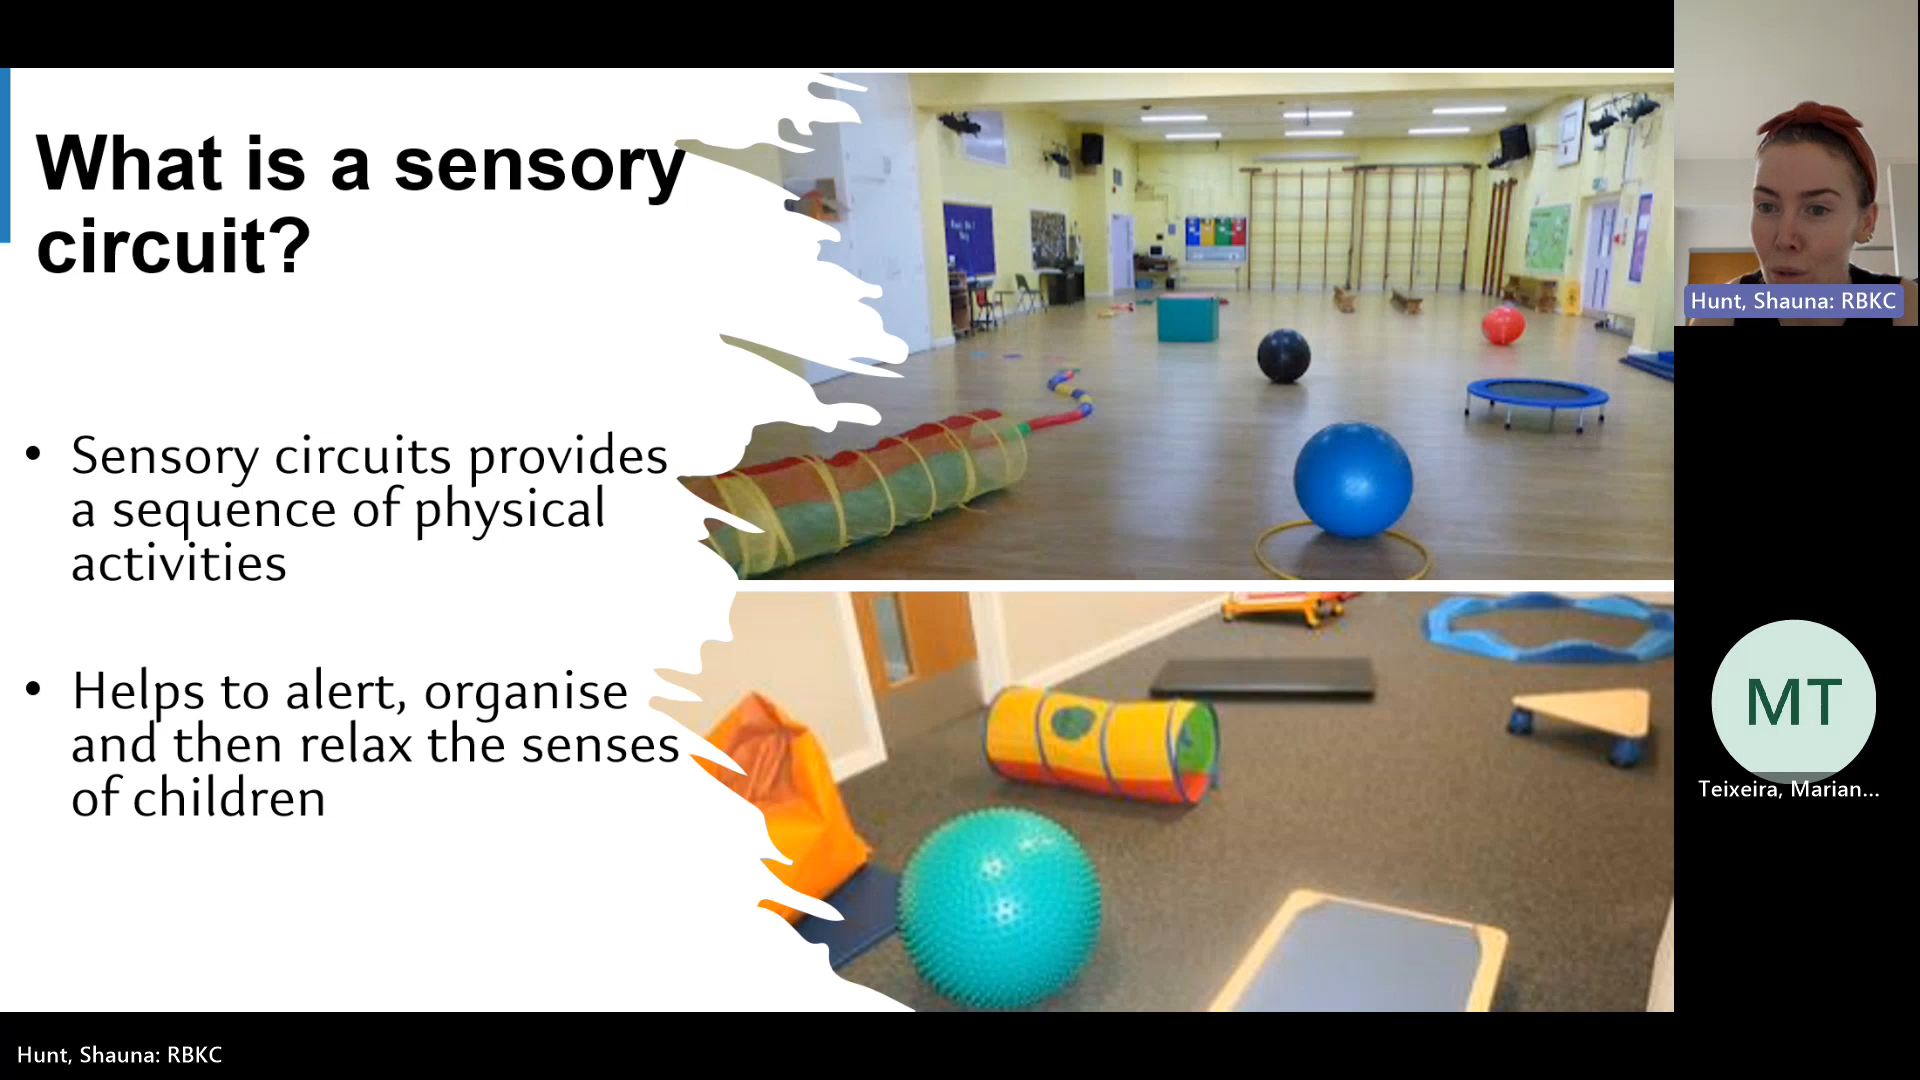 What is a sensory
circuit?
• Sensory circuits provides
a sequence of physical
activities
• Helps to alert, organise
and then relax the senses
of children
Hunt, Shauna: RBKC
MT
Teixeira, Marian...
Hunt, Shauna: RBKC